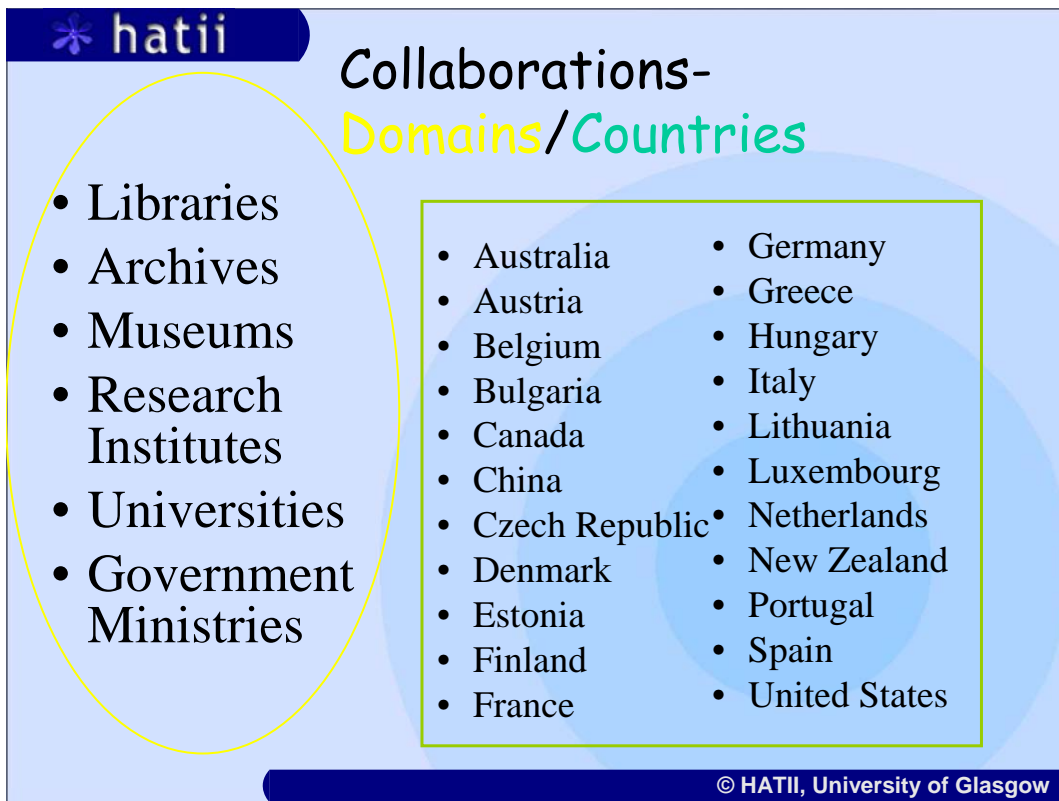 hatii
Collaborations-
Domains/Countries
• Libraries
• Archives
• Museums
• Research
Institutes
• Universities
• Government
Ministries
• Australia
• Austria
• Belgium
• Bulgaria
• Canada
• China
• Czech Republic
• Denmark
• Estonia
• Finland
• France
• Germany
• Greece
• Hungary
• Italy
• Lithuania
• Luxembourg
• Netherlands
• New Zealand
• Portugal
• Spain
• United States
© HATII, University of Glasgow